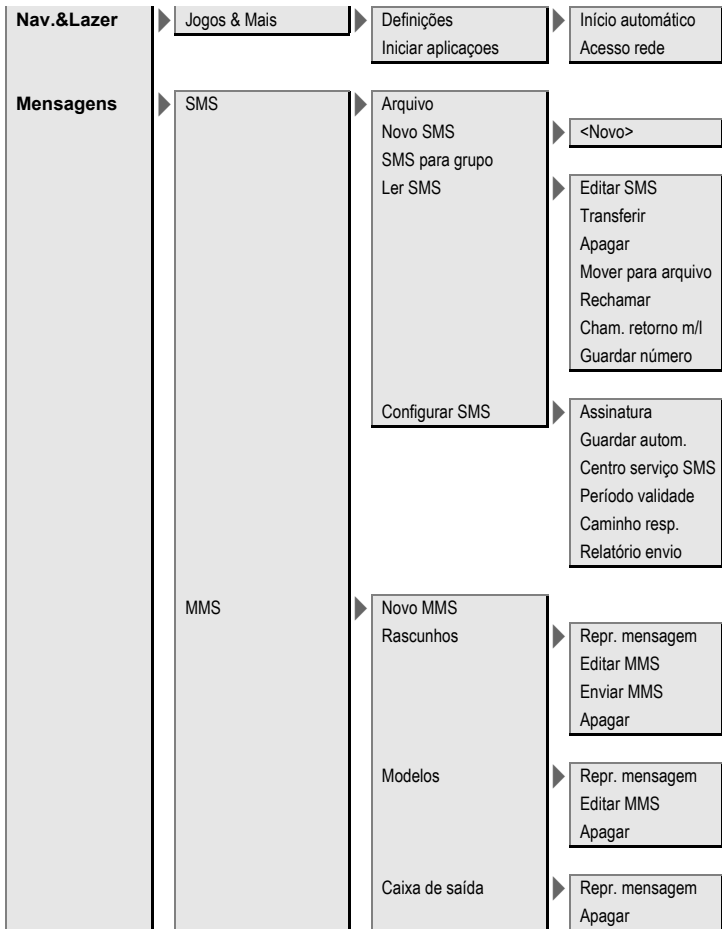 Nav.&Lazer Jogos & Mais Definições Início automático
Iniciar aplicaçoes Acesso rede
Mensagens SMS Arquivo
Novo SMS <Novo>
SMS para grupo
Ler SMS Editar SMS
Transferir
Apagar
Mover para arquivo
Rechamar
Cham. retorno m/l
Guardar número
Configurar SMS Assinatura
Guardar autom.
Centro serviço SMS
Período validade
Caminho resp.
Relatório envio
MMS Novo MMS
Rascunhos Repr. mensagem
Editar MMS
Enviar MMS
Apagar
Modelos Repr. mensagem
Editar MMS
Apagar
Caixa de saída Repr. mensagem
Apagar